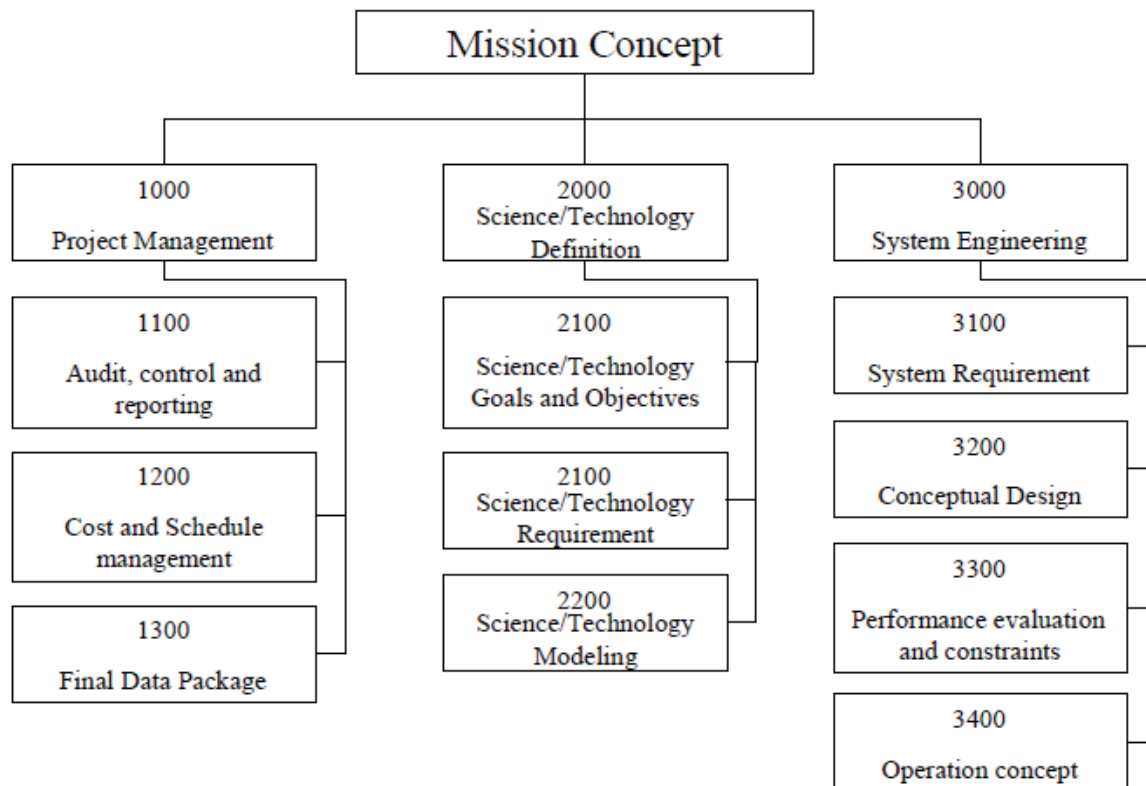 Mission Concept
1000
Project Management
2000
Science/Technology
Definition
3000
System Engineering
1100
Audit, control and
reporting
1200
Cost and Schedule
management
1300
Final Data Package
2100
Science/Technology
Goals and Objectives
2100
Science/Technology
Requirement
2200
Science/Technology
Modeling
3100
System Requirement
3200
Conceptual Design
3300
Performance evaluation
and constraints
3400
Operation concept